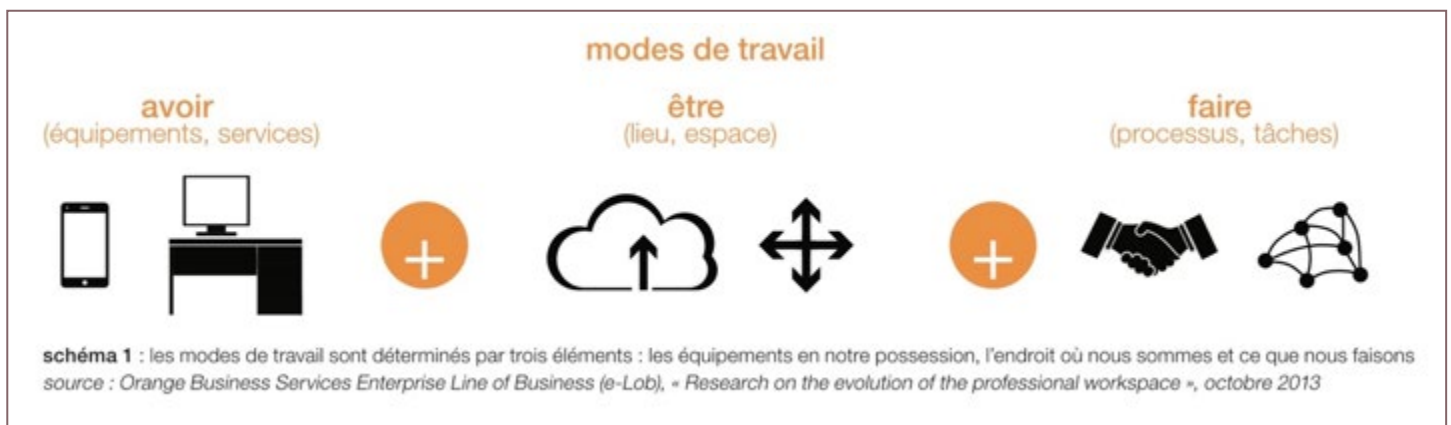 modes de travail
avoir
(équipements, services)
être
(lieu, espace)
faire
(processus, tâches)
schéma 1 : les modes de travail sont déterminés par trois éléments : les équipements en notre possession, l'endroit où nous sommes et ce que nous faisons
source : Orange Business Services Enterprise Line of Business (e-Lob), « Research on the evolution of the professional workspace », octobre 2013